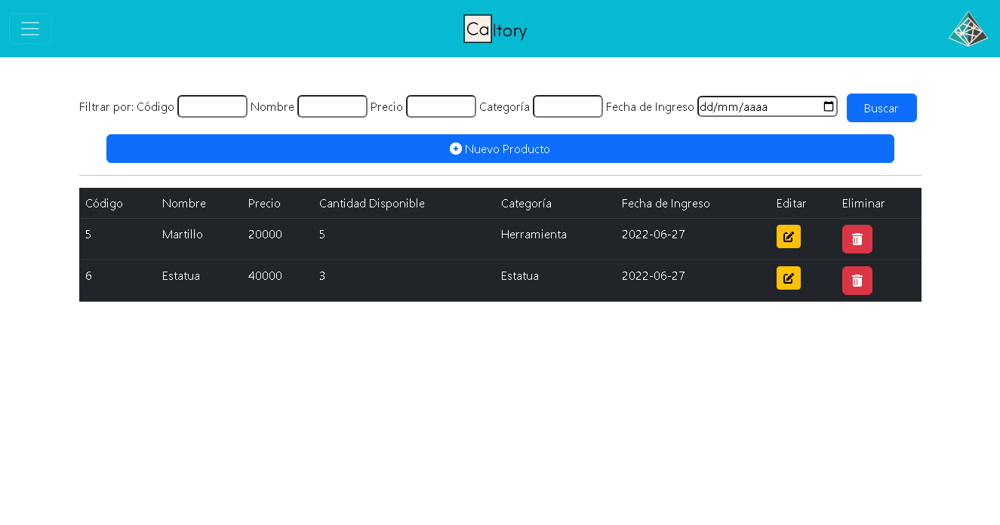 Caltory
Filtrar por: Código Nombre Precio Categoría Fecha de Ingreso dd/mm/aaaa Buscar
Nuevo Producto
Código Nombre Precio Cantidad Disponible Categoría Fecha de Ingreso Editar Eliminar
5 Martillo 20000 5 Herramienta 2022-06-27
6 Estatua 40000 3 Estatua 2022-06-27